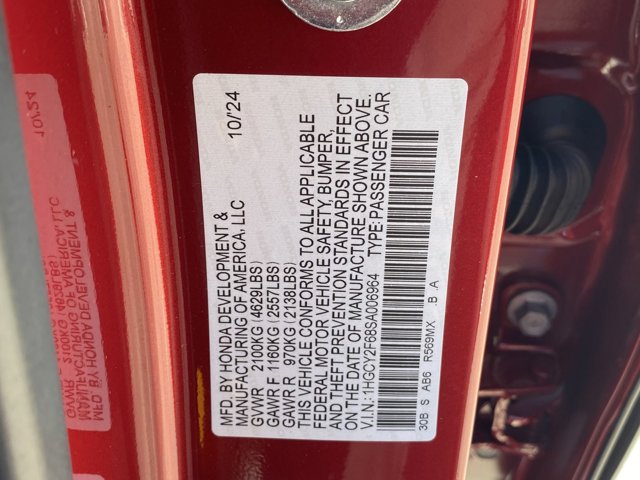 MFD. BY HONDA DEVELOPMENT &
MANUFACTURING OF AMERICA, LLC 10/'24
GVWR 2100KG (4629LBS)
GAWR F 1160KG (2557LBS)
GAWR R 970KG (2138LBS)
THIS VEHICLE CONFORMS TO ALL APPLICABLE
FEDERAL MOTOR VEHICLE SAFETY, BUMPER,
AND THEFT PREVENTION STANDARDS IN EFFECT
ON THE DATE OF MANUFACTURE SHOWN ABOVE.
V.I.N.: 1HGCY2F68SA006964 TYPE: PASSENGER CAR
30B S AB6 R569MX .B .A